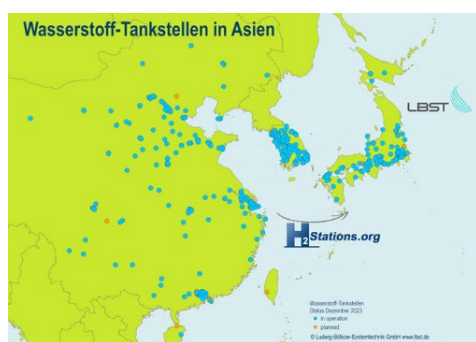 Wasserstoff-Tankstellen in Asien
LBST
H2Stations.org
Wasserstoff-Tankstellen
Status Dezember 2023
in operation
planned
© Ludwig-Bölkow-Systemtechnik GmbH www.lbst.de